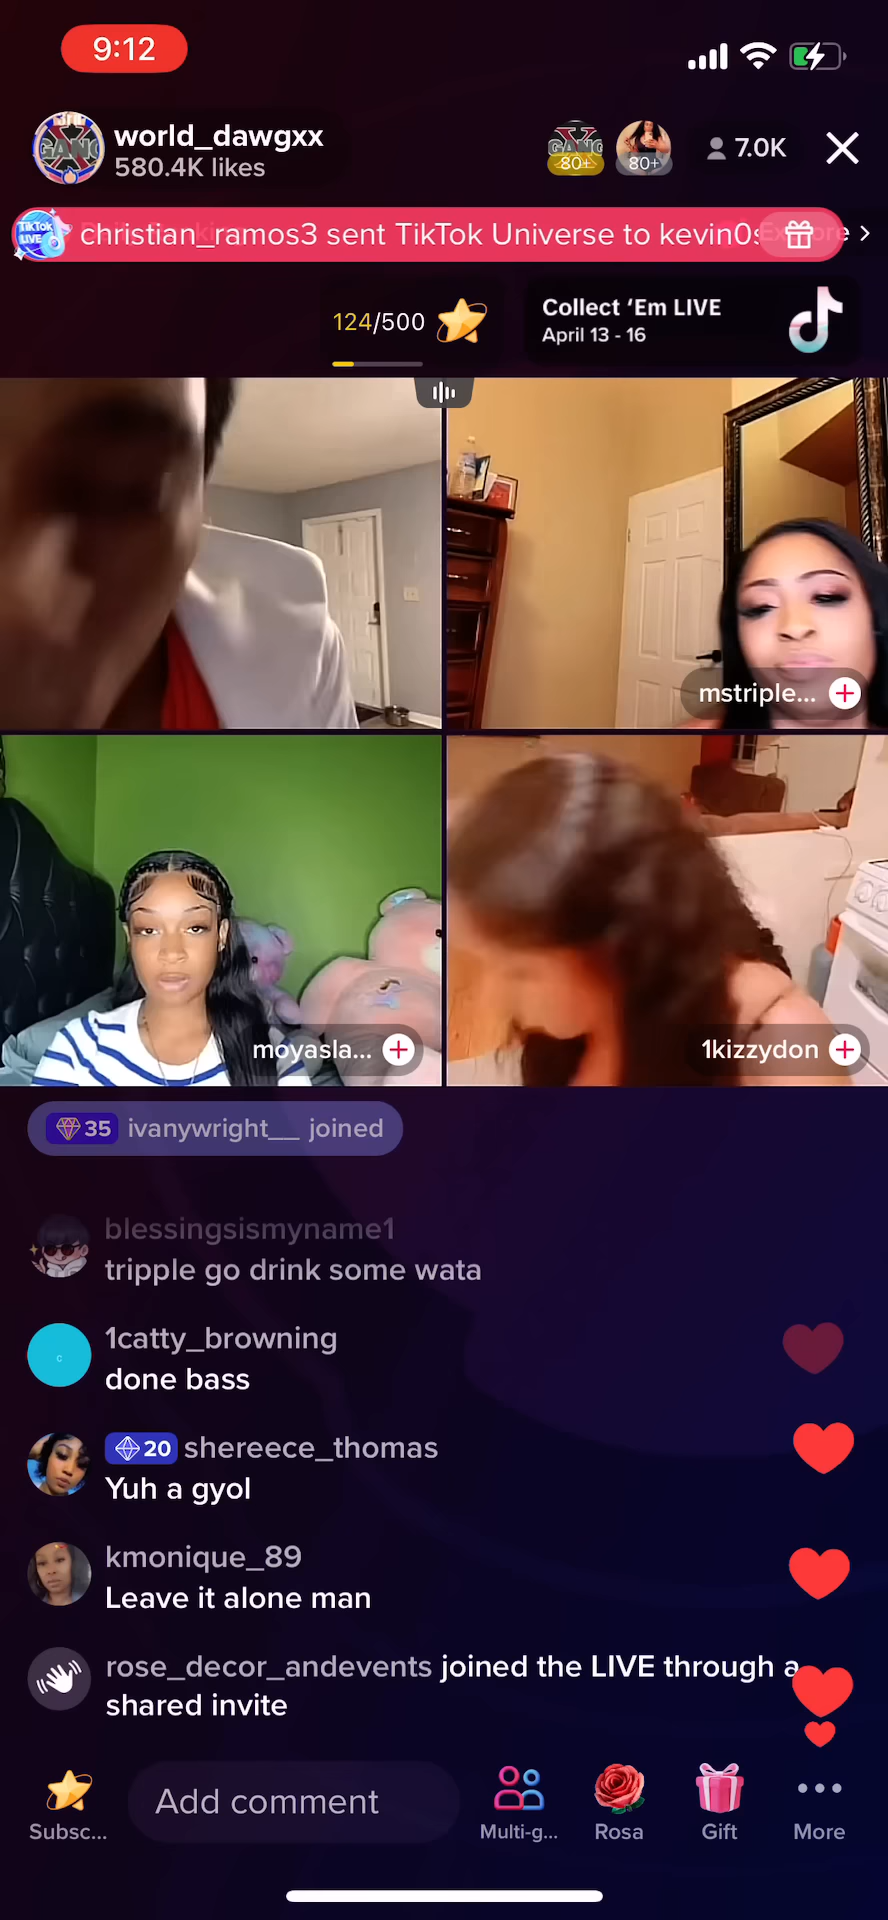 9:12
world_dawgxx
580.4K likes
80+
80+
7.0K
christian_ramos3 sent TikTok Universe to kevin0
124/500
Collect ‘Em LIVE
April 13 - 16
mstriple...
moyasla...
1kizzydon
35 ivanywright__ joined
blessingsismyname1
tripple go drink some wata
1catty_browning
done bass
20 shereece_thomas
Yuh a gyol
kmonique_89
Leave it alone man
rose_decor_andevents joined the LIVE through a
shared invite
Add comment
Subsc...
Multi-g...
Rosa
Gift
More